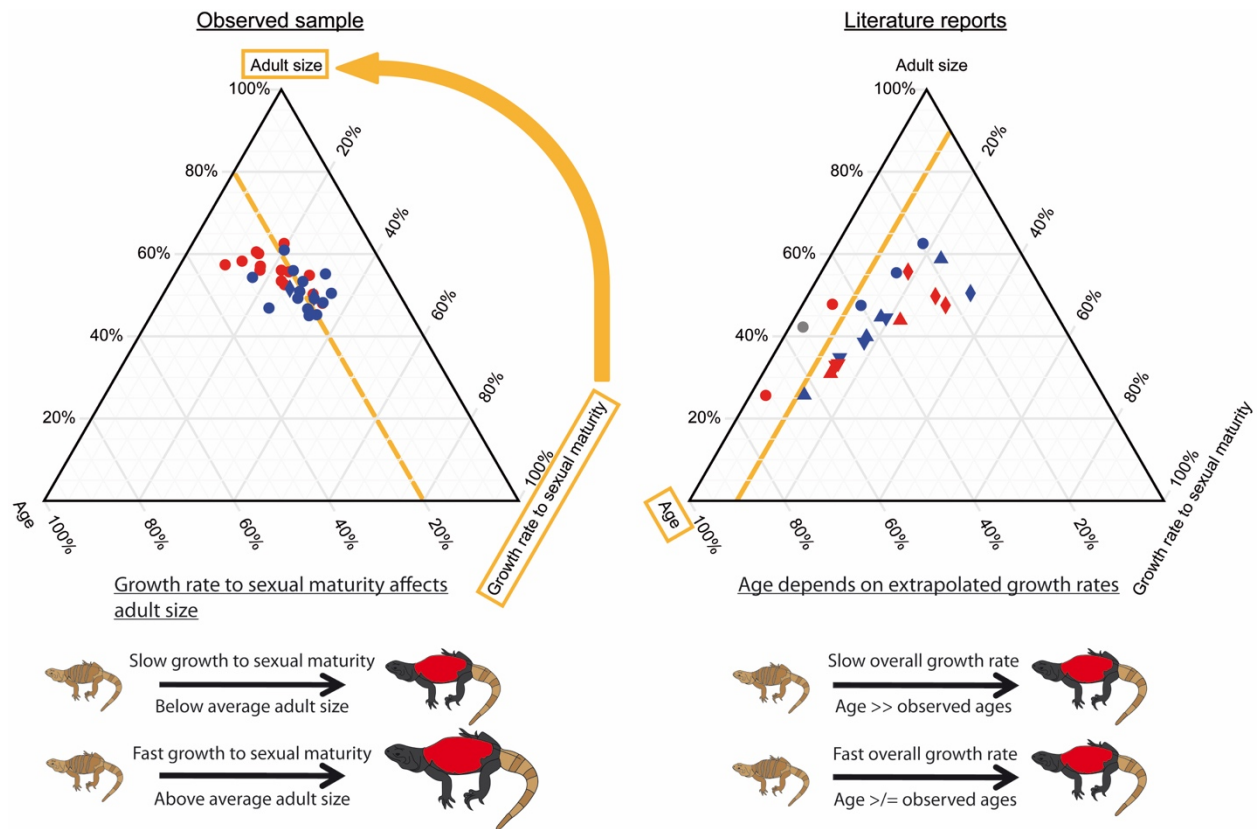 Observed sample
Literature reports
Adult size
Adult size
100%
100%
20%
20%
80%
80%
40%
40%
60%
60%
60%
60%
40%
40%
80%
80%
20%
20%
100%
100%
Age
100%
80%
60%
40%
20%
Growth rate to sexual maturity
Age
100%
80%
60%
40%
20%
Growth rate to sexual maturity
Growth rate to sexual maturity affects
adult size
Age depends on extrapolated growth rates
Slow growth to sexual maturity
Below average adult size
Slow overall growth rate
Age >> observed ages
Fast growth to sexual maturity
Above average adult size
Fast overall growth rate
Age >/= observed ages